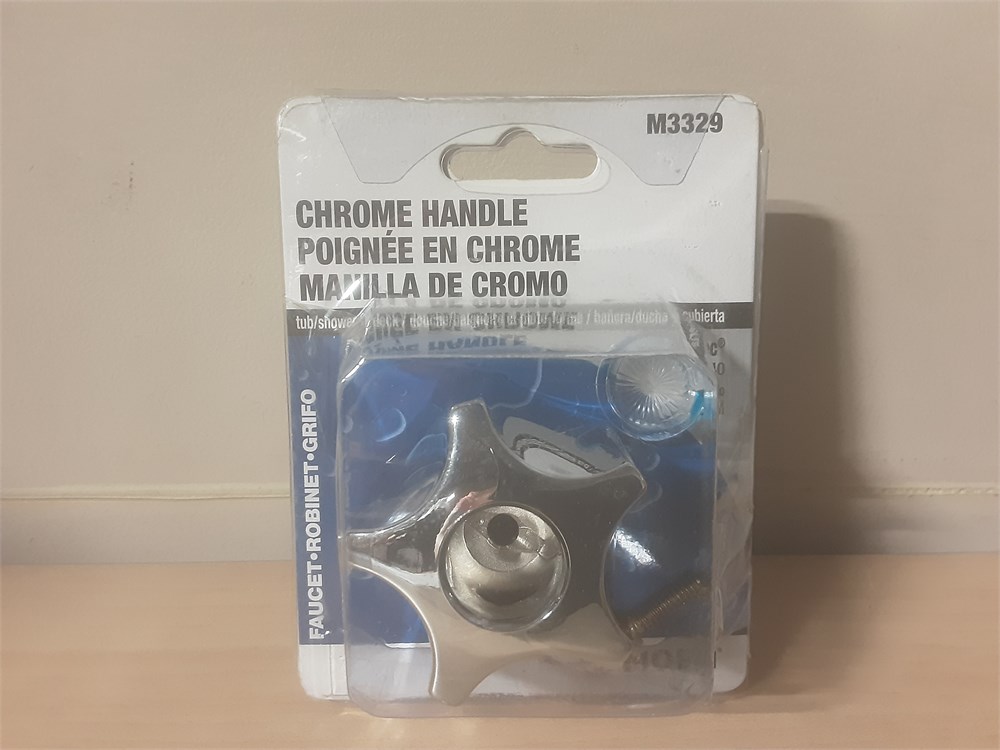 M3329
CHROME HANDLE
POIGNÉE EN CHROME
MANILLA DE CROMO
tub/shower / bañera/ducha cubierta
FAUCET•ROBINET•GRIFO